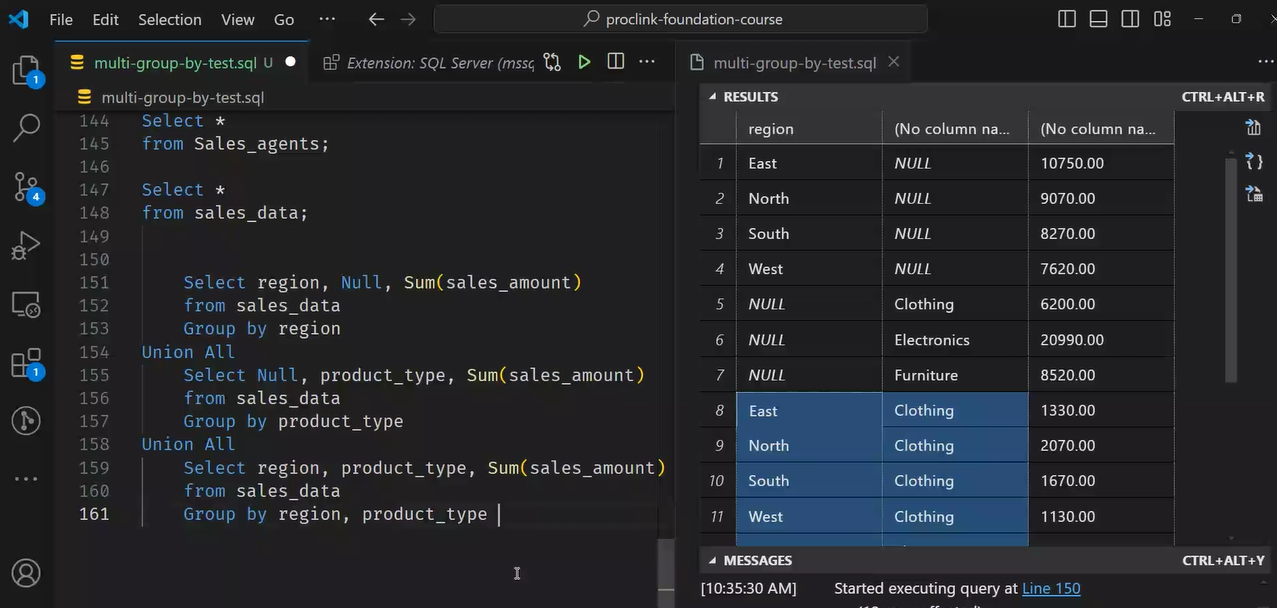 File Edit Selection View Go ··· proclink-foundation-course
multi-group-by-test.sql U Extension: SQL Server (mssq ···
multi-group-by-test.sql
144 Select *
145 from Sales_agents;
146
147 Select *
148 from sales_data;
149
150
151 Select region, Null, Sum(sales_amount)
152 from sales_data
153 Group by region
154 Union All
155 Select Null, product_type, Sum(sales_amount)
156 from sales_data
157 Group by product_type
158 Union All
159 Select region, product_type, Sum(sales_amount)
160 from sales_data
161 Group by region, product_type
1
4
1
multi-group-by-test.sql ···
RESULTS CTRL+ALT+R
region (No column na... (No column na...
1 East NULL 10750.00
2 North NULL 9070.00
3 South NULL 8270.00
4 West NULL 7620.00
5 NULL Clothing 6200.00
6 NULL Electronics 20990.00
7 NULL Furniture 8520.00
8 East Clothing 1330.00
9 North Clothing 2070.00
10 South Clothing 1670.00
11 West Clothing 1130.00
MESSAGES CTRL+ALT+Y
[10:35:30 AM] Started executing query at Line 150